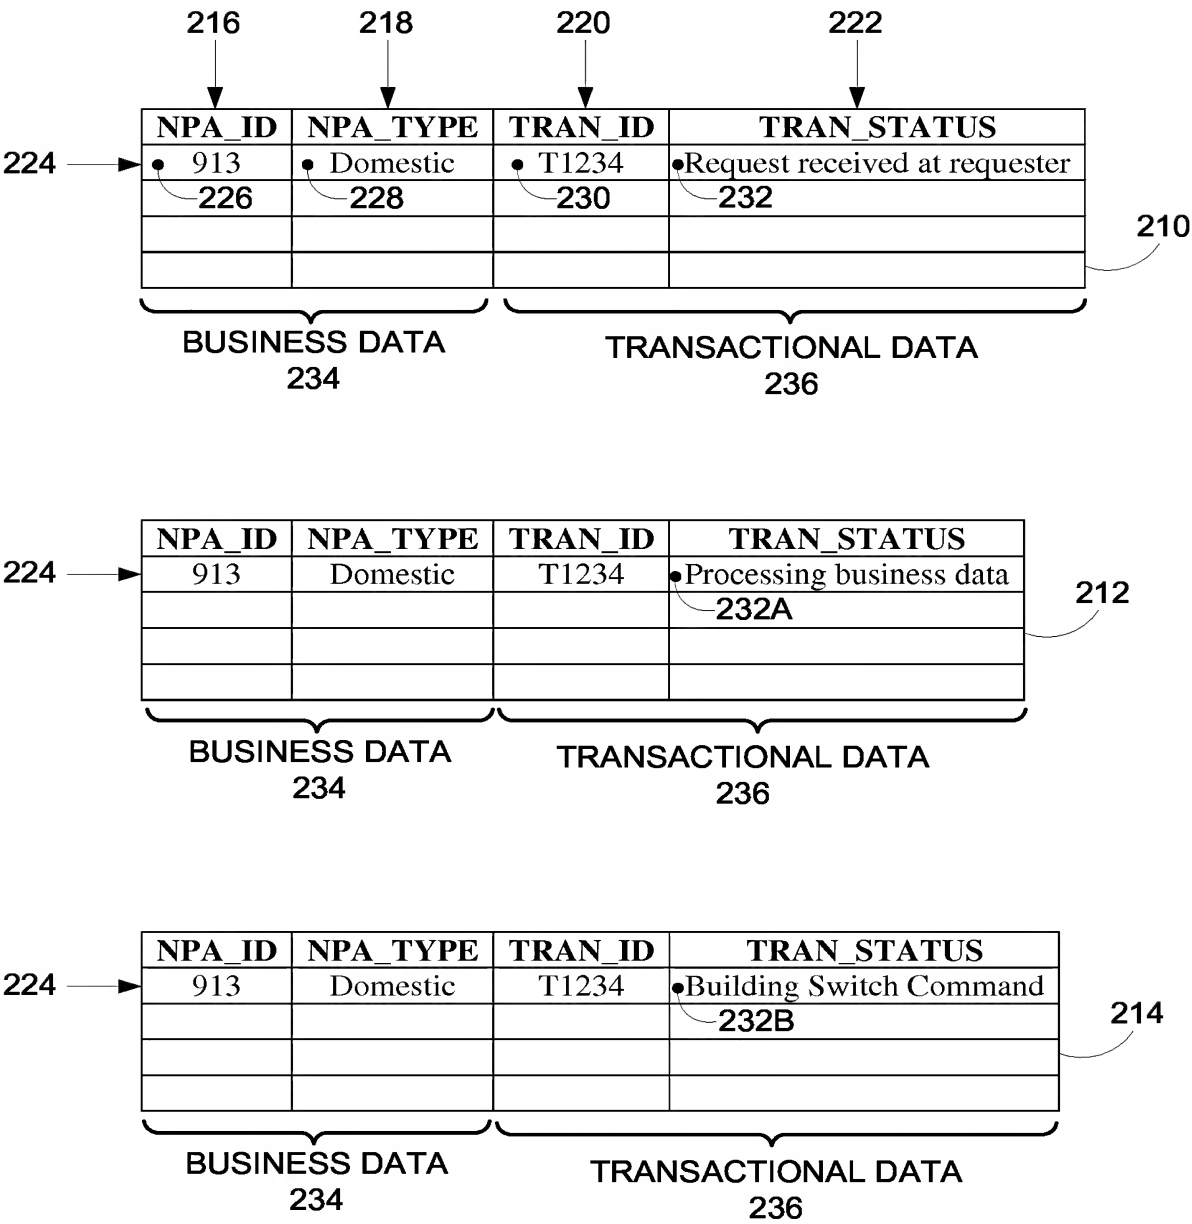 216 218 220 222
NPA_ID NPA_TYPE TRAN_ID TRAN_STATUS
224 913 Domestic T1234 Request received at requester
226 228 230 232
210
BUSINESS DATA TRANSACTIONAL DATA
234 236
NPA_ID NPA_TYPE TRAN_ID TRAN_STATUS
224 913 Domestic T1234 Processing business data
212
232A
BUSINESS DATA TRANSACTIONAL DATA
234 236
NPA_ID NPA_TYPE TRAN_ID TRAN_STATUS
224 913 Domestic T1234 Building Switch Command
214
232B
BUSINESS DATA TRANSACTIONAL DATA
234 236